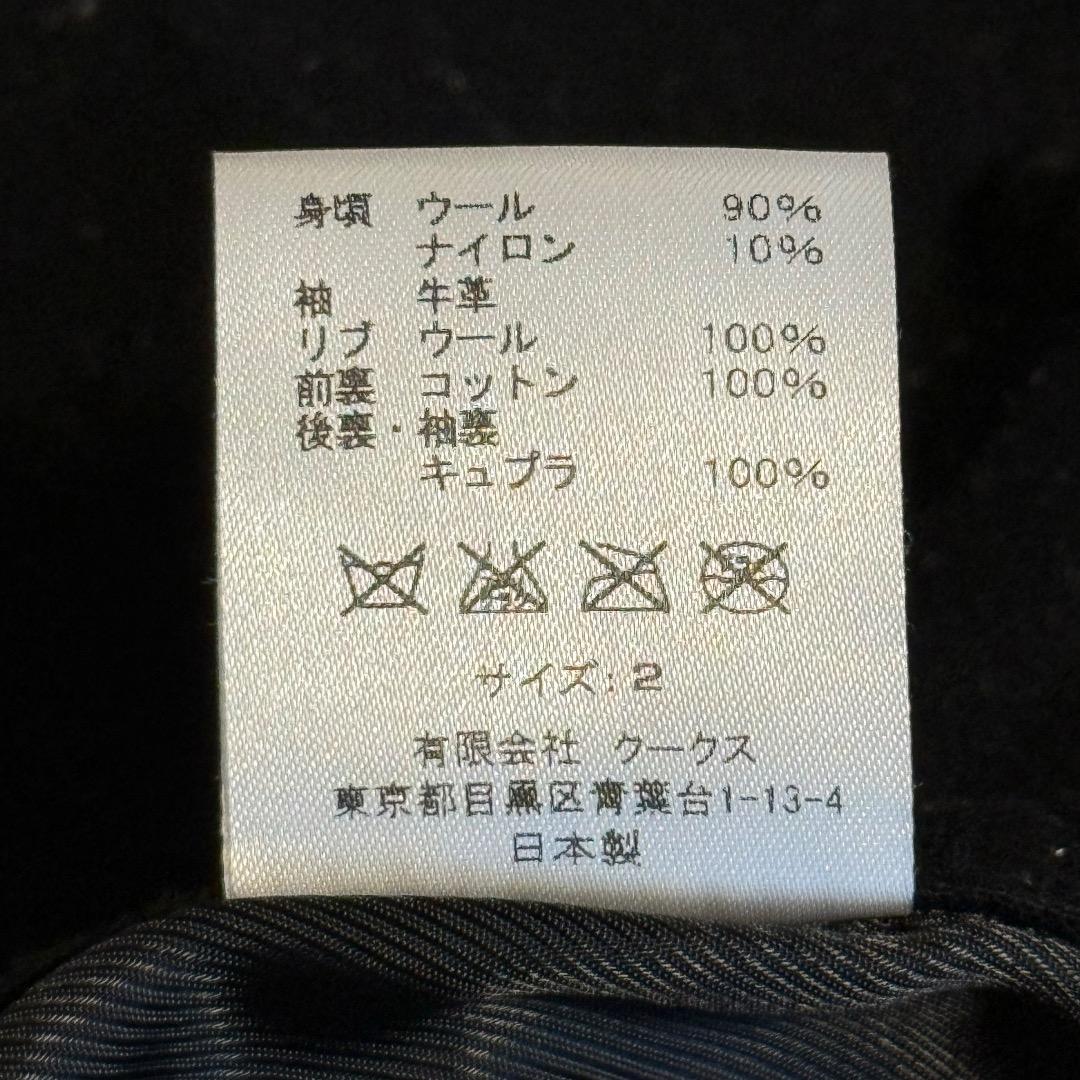 身頃 ウール 90%
ナイロン 10%
袖 牛革
リブ ウール 100%
前裏 コットン 100%
後裏・袖裏
キュプラ 100%
サイズ: 2
有限会社 クークス
東京都目黒区青葉台1-13-4
日本製